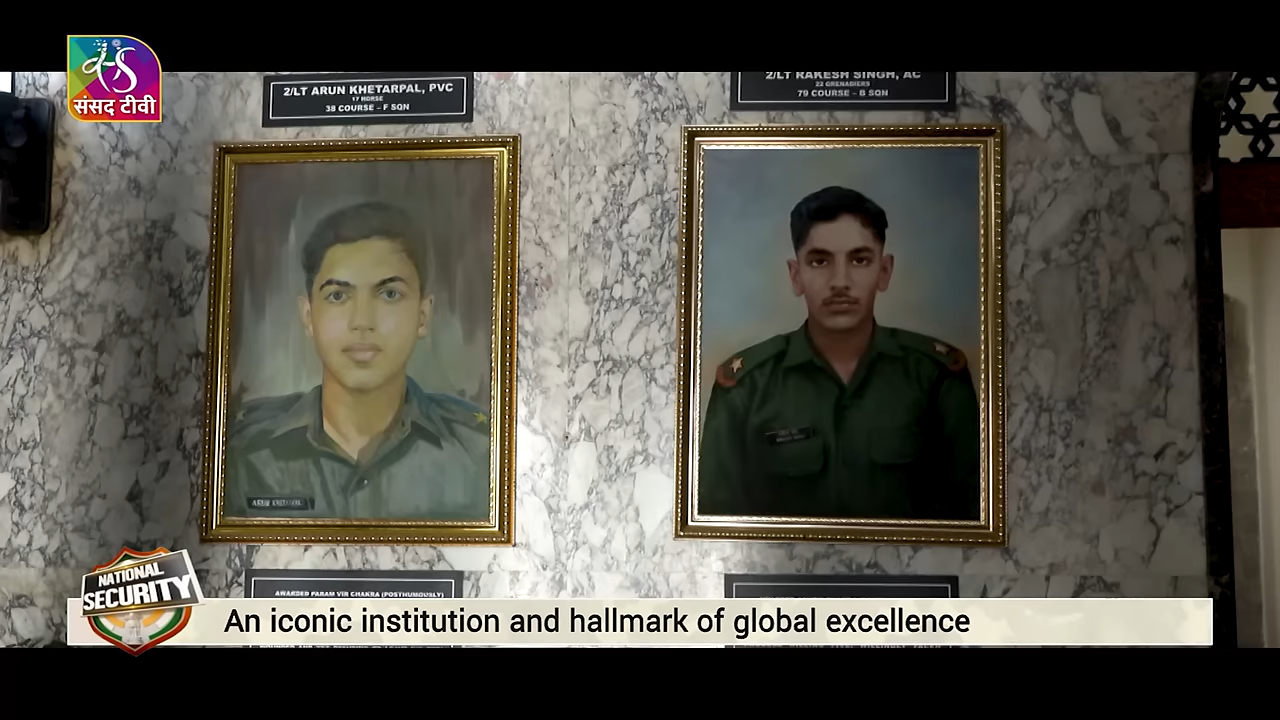 संसद टीवी
2/LT ARUN KHETARPAL, PVC
17 HORSE
38 COURSE – F SQN
2/LT RAKESH SINGH, AC
22 GRENADIERS
79 COURSE – B SQN
AWARDED PARAM VIR CHAKRA (POSTHUMOUSLY)
NATIONAL
SECURITY
An iconic institution and hallmark of global excellence